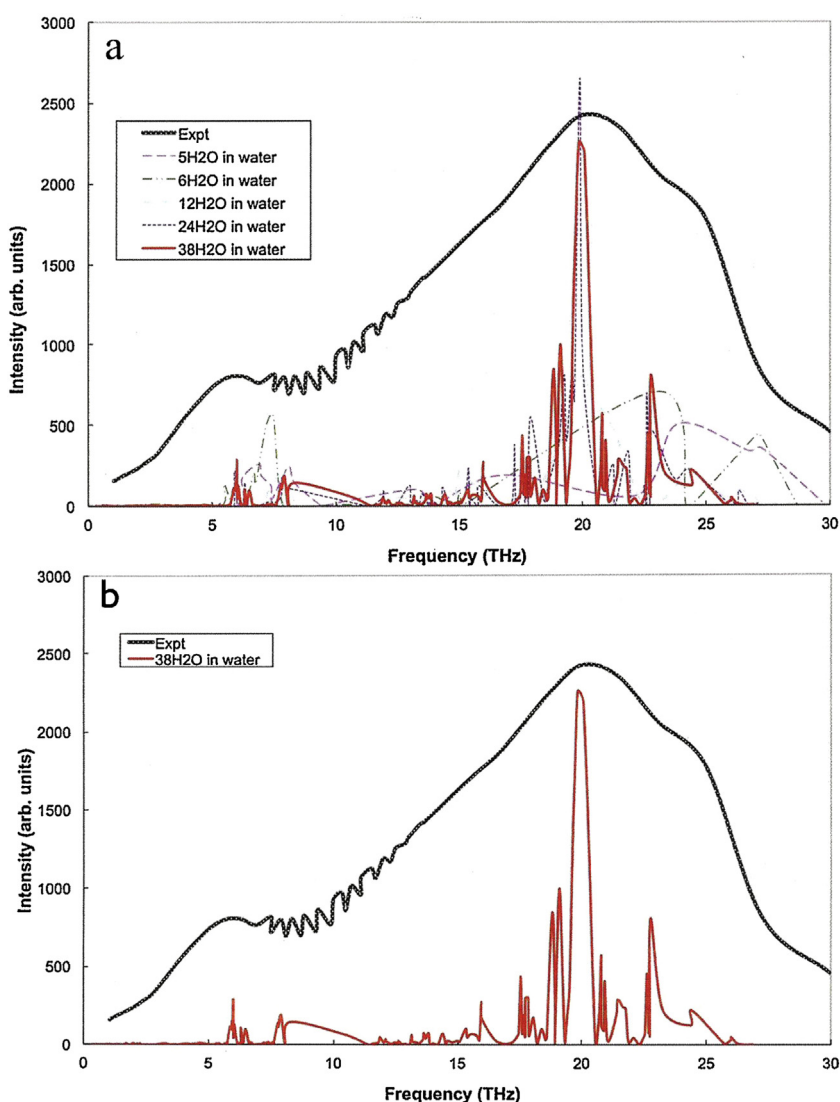 a
3000
2500
2000
1500
1000
500
0
Intensity (arb. units)
Expt
5H2O in water
6H2O in water
12H2O in water
24H2O in water
38H2O in water
0 5 10 15 20 25 30
Frequency (THz)
b
3000
2500
2000
1500
1000
500
0
Intensity (arb. units)
Expt
38H2O in water
0 5 10 15 20 25 30
Frequency (THz)